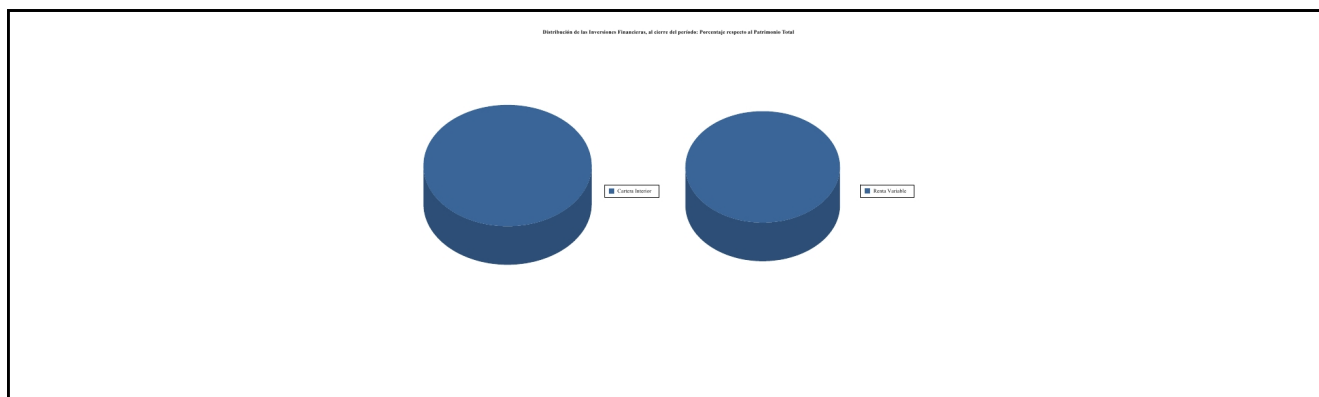 Distribución de las Inversiones Financieras, al cierre del período: Porcentaje respecto al Patrimonio Total
Cartera Interior
Renta Variable